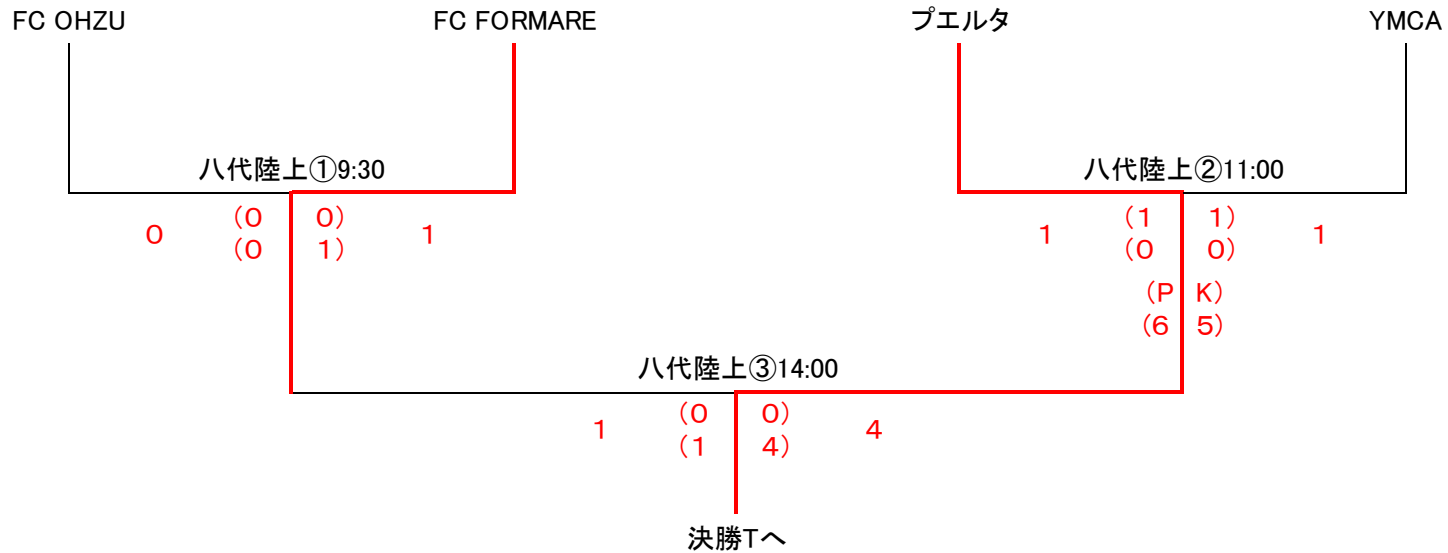 FC OHZU FC FORMARE プエルタ YMCA
八代陸上①9:30 八代陸上②11:00
0 (0 0) 1 1 (1 1) 1
(0 1) (0 0)
(P K)
(6 5)
八代陸上③14:00
1 (0 0) 4
(1 4)
決勝Tへ